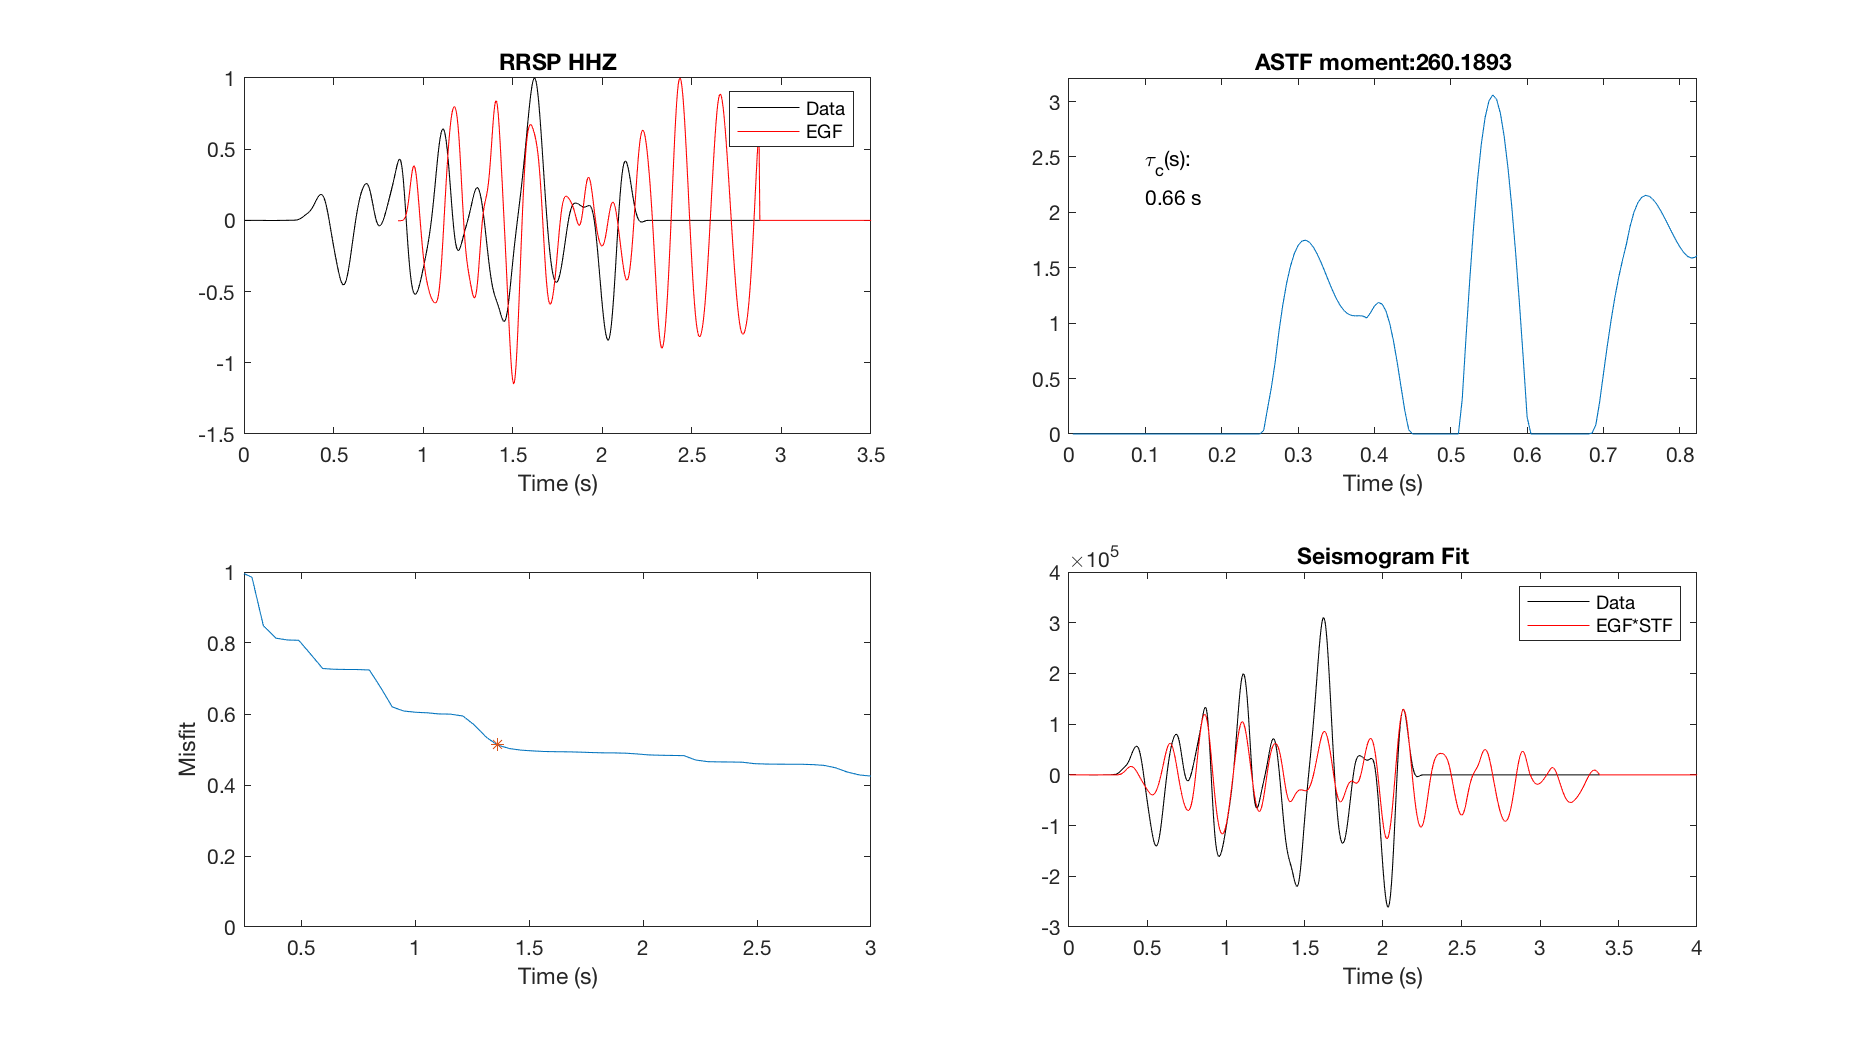 RRSP HHZ
1
0.5
0
-0.5
-1
-1.5
0 0.5 1 1.5 2 2.5 3 3.5
Time (s)
Data
EGF
ASTF moment:260.1893
3
2.5
2
1.5
1
0.5
0
0 0.1 0.2 0.3 0.4 0.5 0.6 0.7 0.8
Time (s)
τc(s):
0.66 s
1
0.8
0.6
0.4
0.2
0
Misfit
0.5 1 1.5 2 2.5 3
Time (s)
Seismogram Fit
×10^5
4
3
2
1
0
-1
-2
-3
0 0.5 1 1.5 2 2.5 3 3.5 4
Time (s)
Data
EGF*STF